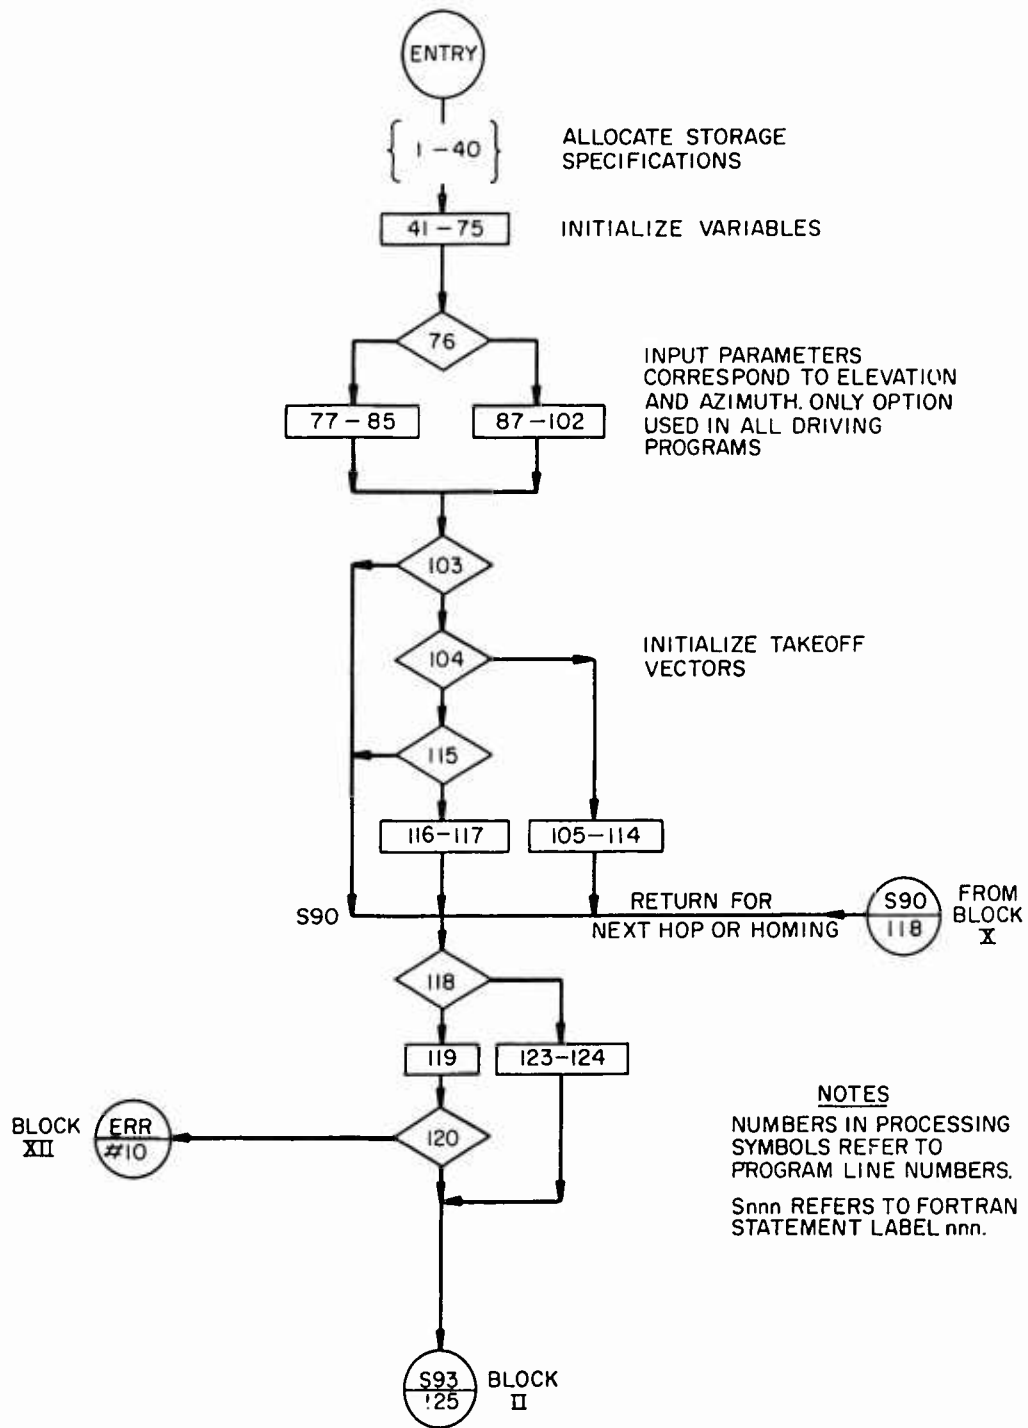 ENTRY
1-40
ALLOCATE STORAGE
SPECIFICATIONS
41-75
INITIALIZE VARIABLES
76
INPUT PARAMETERS
CORRESPOND TO ELEVATION
AND AZIMUTH. ONLY OPTION
USED IN ALL DRIVING
PROGRAMS
77-85
87-102
103
104
INITIALIZE TAKEOFF
VECTORS
115
116-117
105-114
S90
RETURN FOR
NEXT HOP OR HOMING
S90
118
FROM
BLOCK
X
118
119
123-124
BLOCK
XII
ERR
#10
120
NOTES
NUMBERS IN PROCESSING
SYMBOLS REFER TO
PROGRAM LINE NUMBERS.
Snnn REFERS TO FORTRAN
STATEMENT LABEL nnn.
S93
125
BLOCK
II